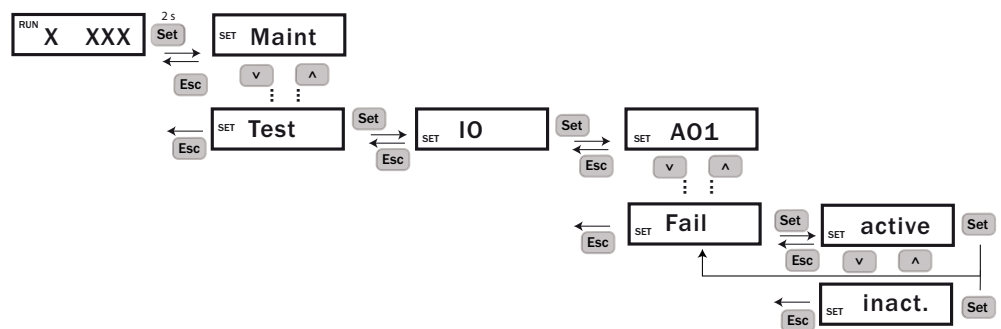 2 s
RUN X XXX Set SET Maint
Esc
v ^
SET Test Set SET IO Set SET AO1
Esc Esc Esc
v ^
SET Fail Set SET active Set
Esc Esc v ^
SET inact. Set
Esc